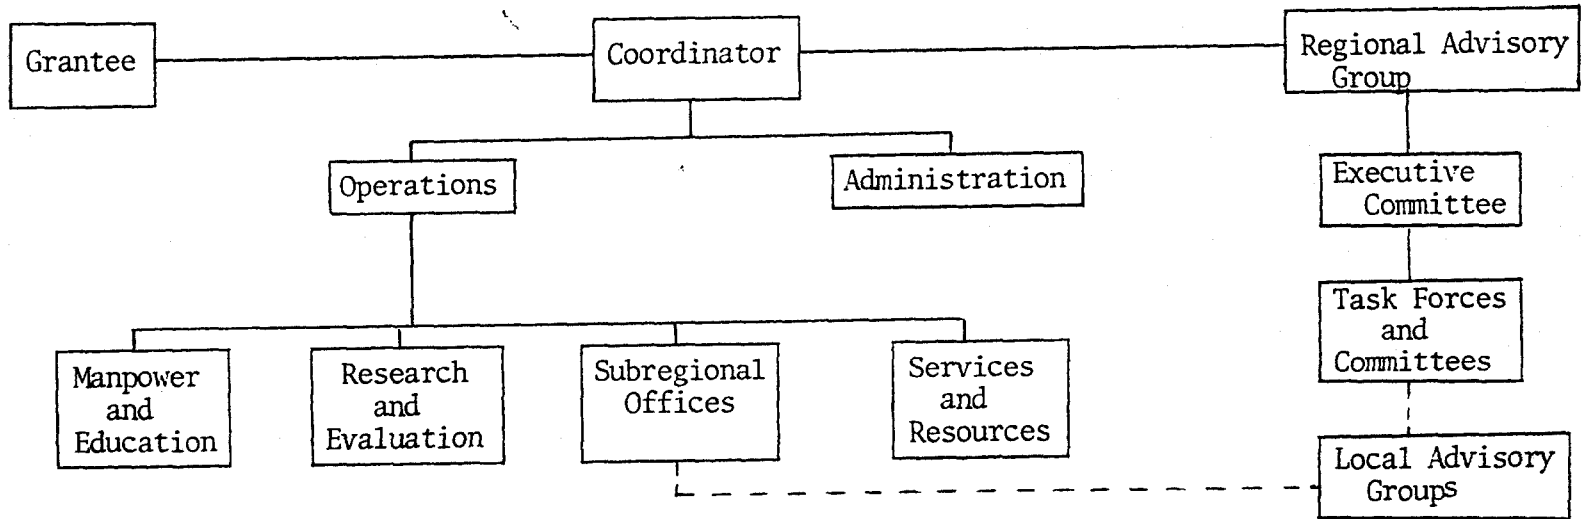 Grantee
Coordinator
Regional Advisory
Group
Operations
Administration
Executive
Committee
Task Forces
and
Committees
Manpower
and
Education
Research
and
Evaluation
Subregional
Offices
Services
and
Resources
Local Advisory
Groups